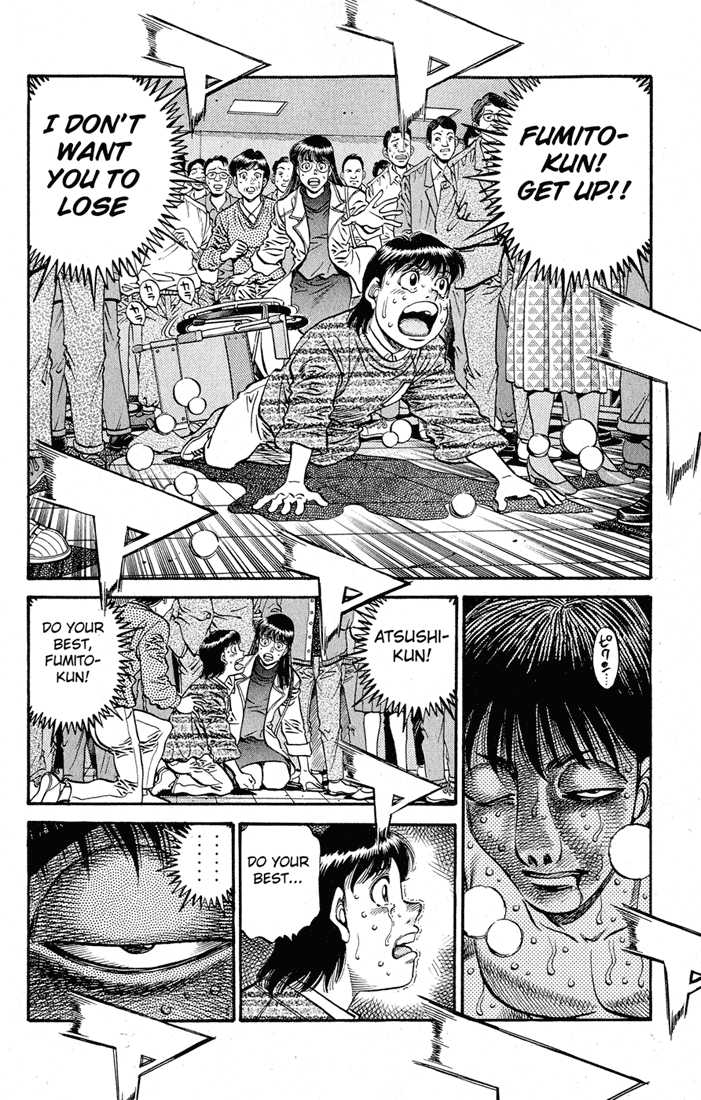 FUMITO-
KUN!
GET UP!!
I DON'T
WANT
YOU TO
LOSE
ATSUSHI-
KUN!
DO YOUR
BEST,
FUMITO-
KUN!
DO YOUR
BEST...